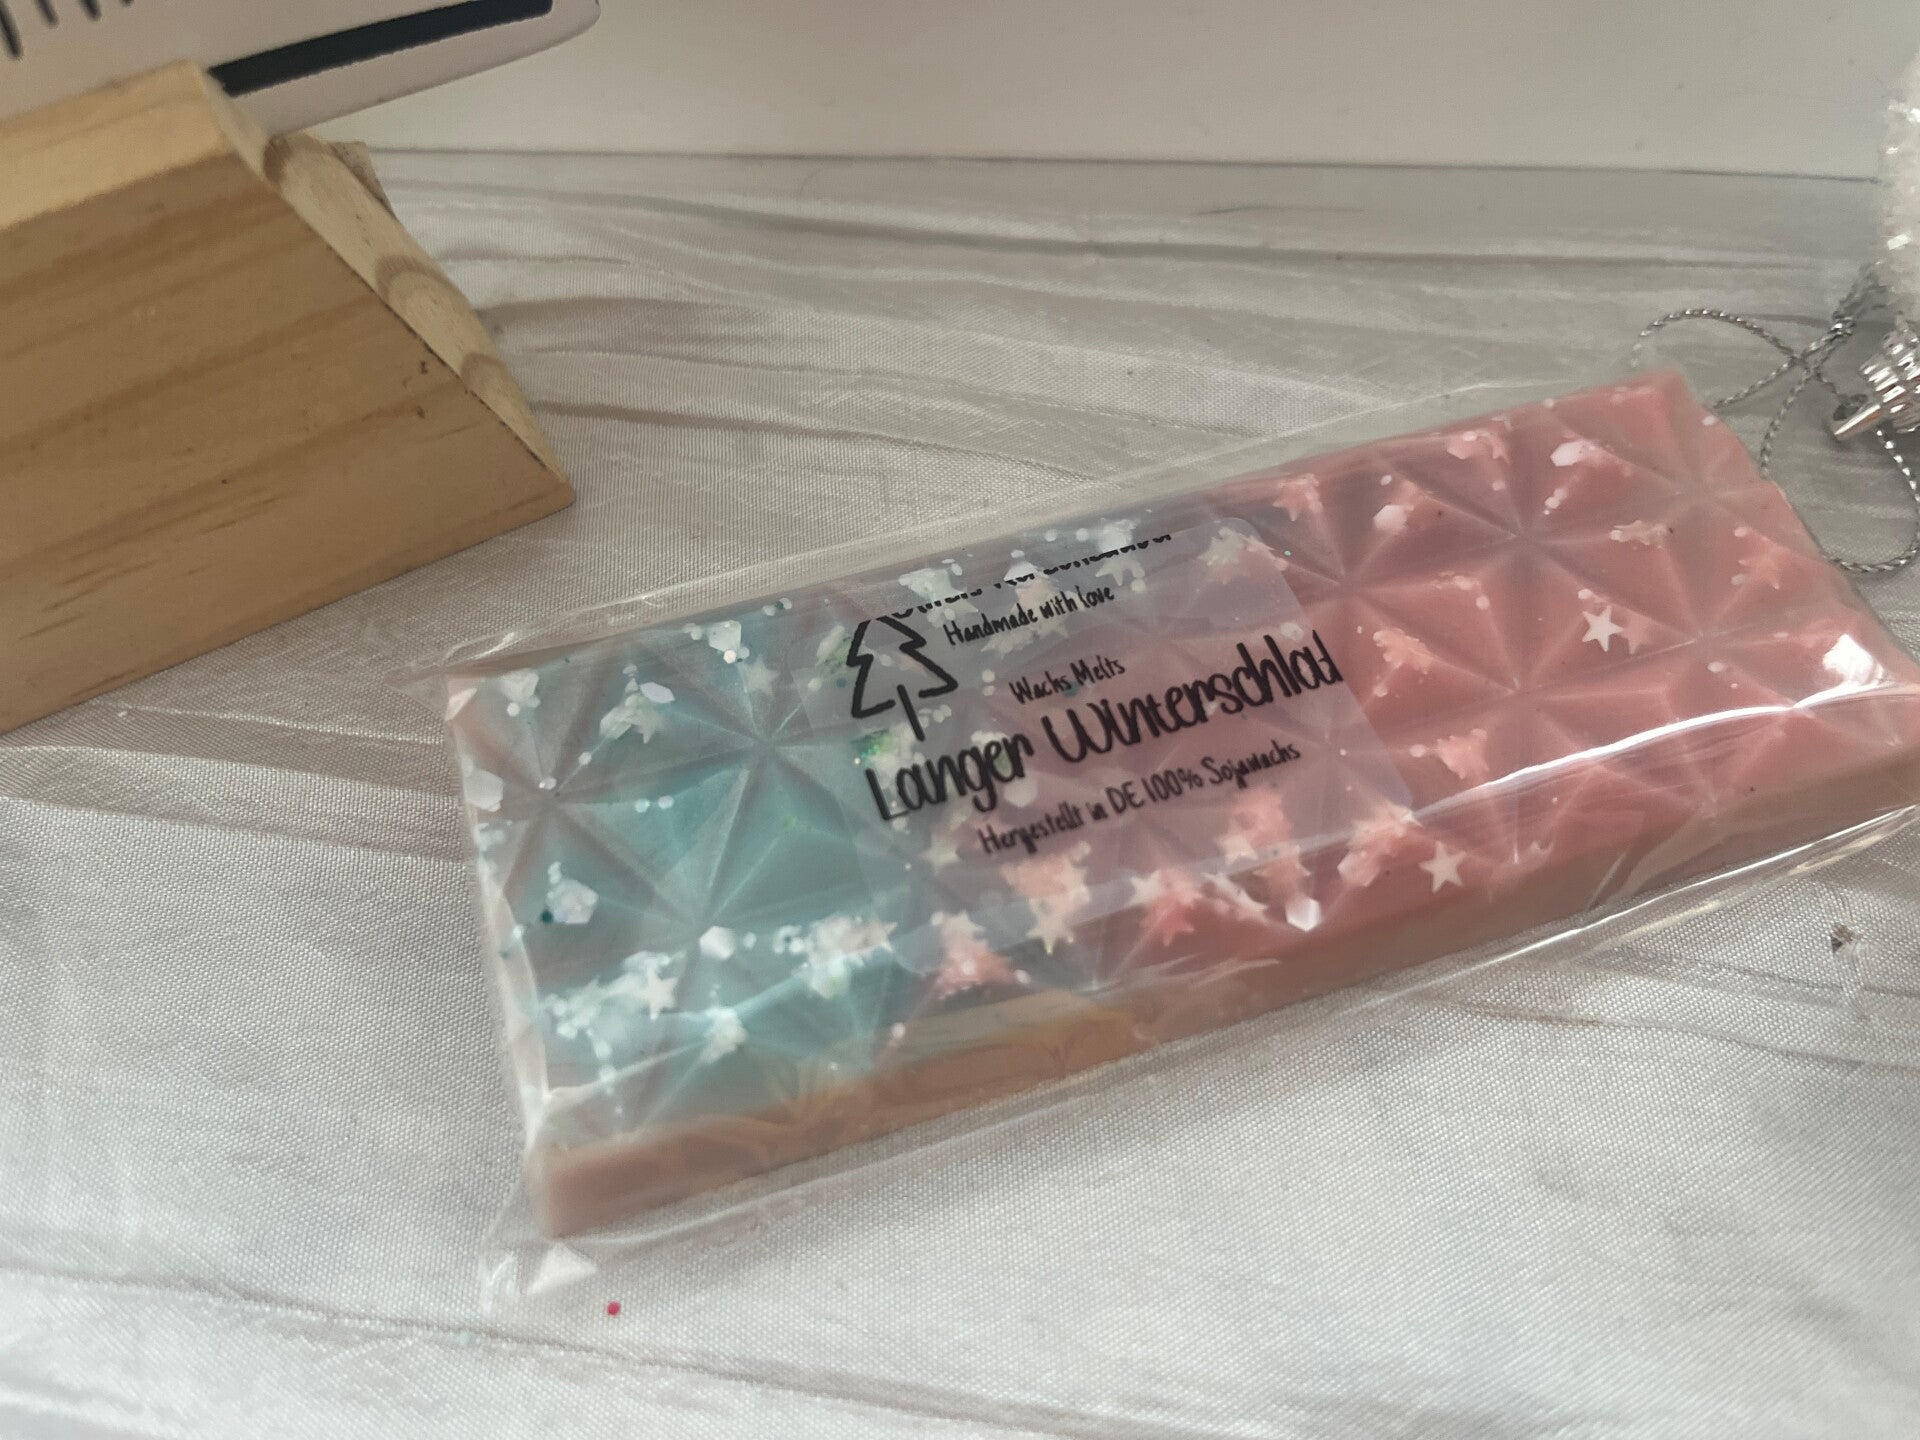 Handmade with love
Wachs Melts
Langer Winterschlaf
Hergestellt in DE 100% Sojawachs